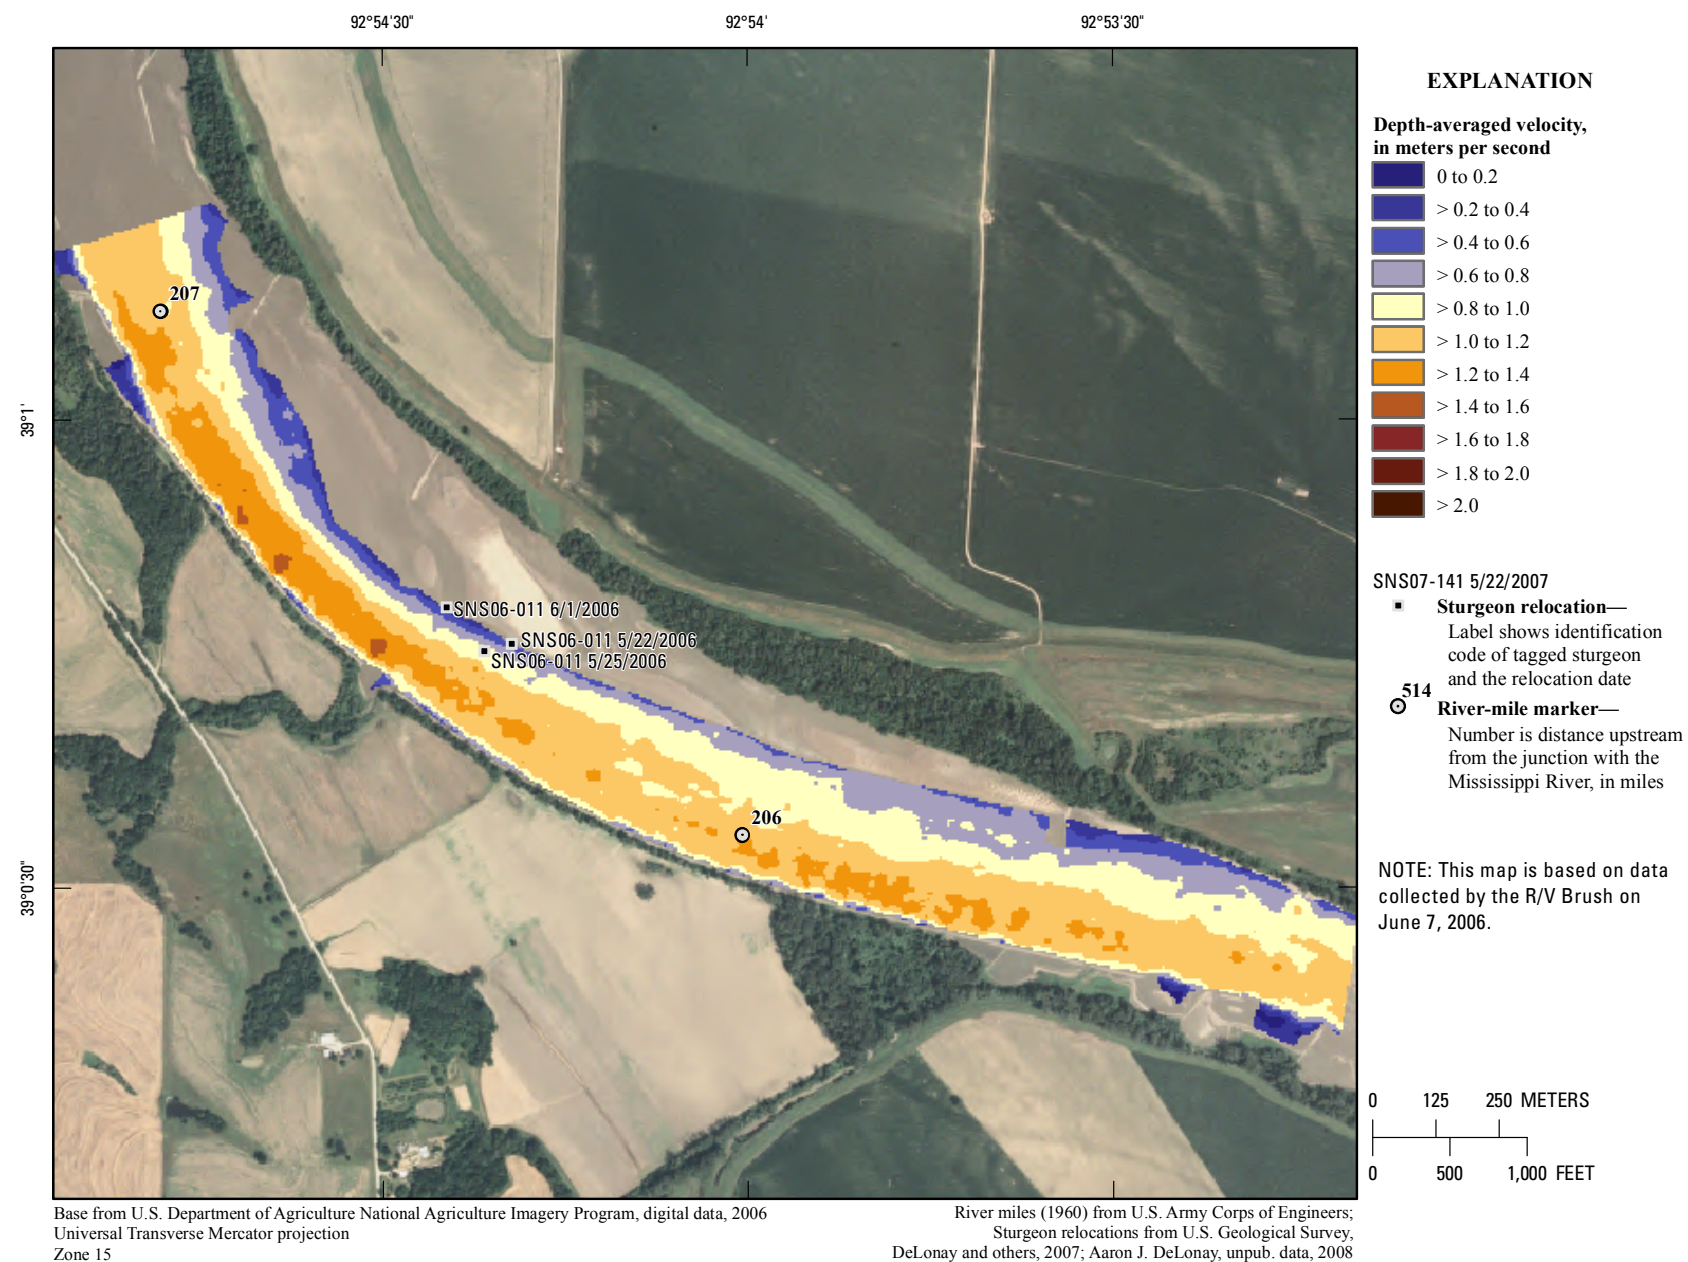 92°54'30"
92°54'
92°53'30"
39°1'
39°0'30"
207
SNS06-011 6/1/2006
SNS06-011 5/22/2006
SNS06-011 5/25/2006
206
EXPLANATION
Depth-averaged velocity,
in meters per second
0 to 0.2
> 0.2 to 0.4
> 0.4 to 0.6
> 0.6 to 0.8
> 0.8 to 1.0
> 1.0 to 1.2
> 1.2 to 1.4
> 1.4 to 1.6
> 1.6 to 1.8
> 1.8 to 2.0
> 2.0
SNS07-141 5/22/2007
Sturgeon relocation—
Label shows identification
code of tagged sturgeon
and the relocation date
514
River-mile marker—
Number is distance upstream
from the junction with the
Mississippi River, in miles
NOTE: This map is based on data
collected by the R/V Brush on
June 7, 2006.
0 125 250 METERS
0 500 1,000 FEET
Base from U.S. Department of Agriculture National Agriculture Imagery Program, digital data, 2006
Universal Transverse Mercator projection
Zone 15
River miles (1960) from U.S. Army Corps of Engineers;
Sturgeon relocations from U.S. Geological Survey,
DeLonay and others, 2007; Aaron J. DeLonay, unpub. data, 2008